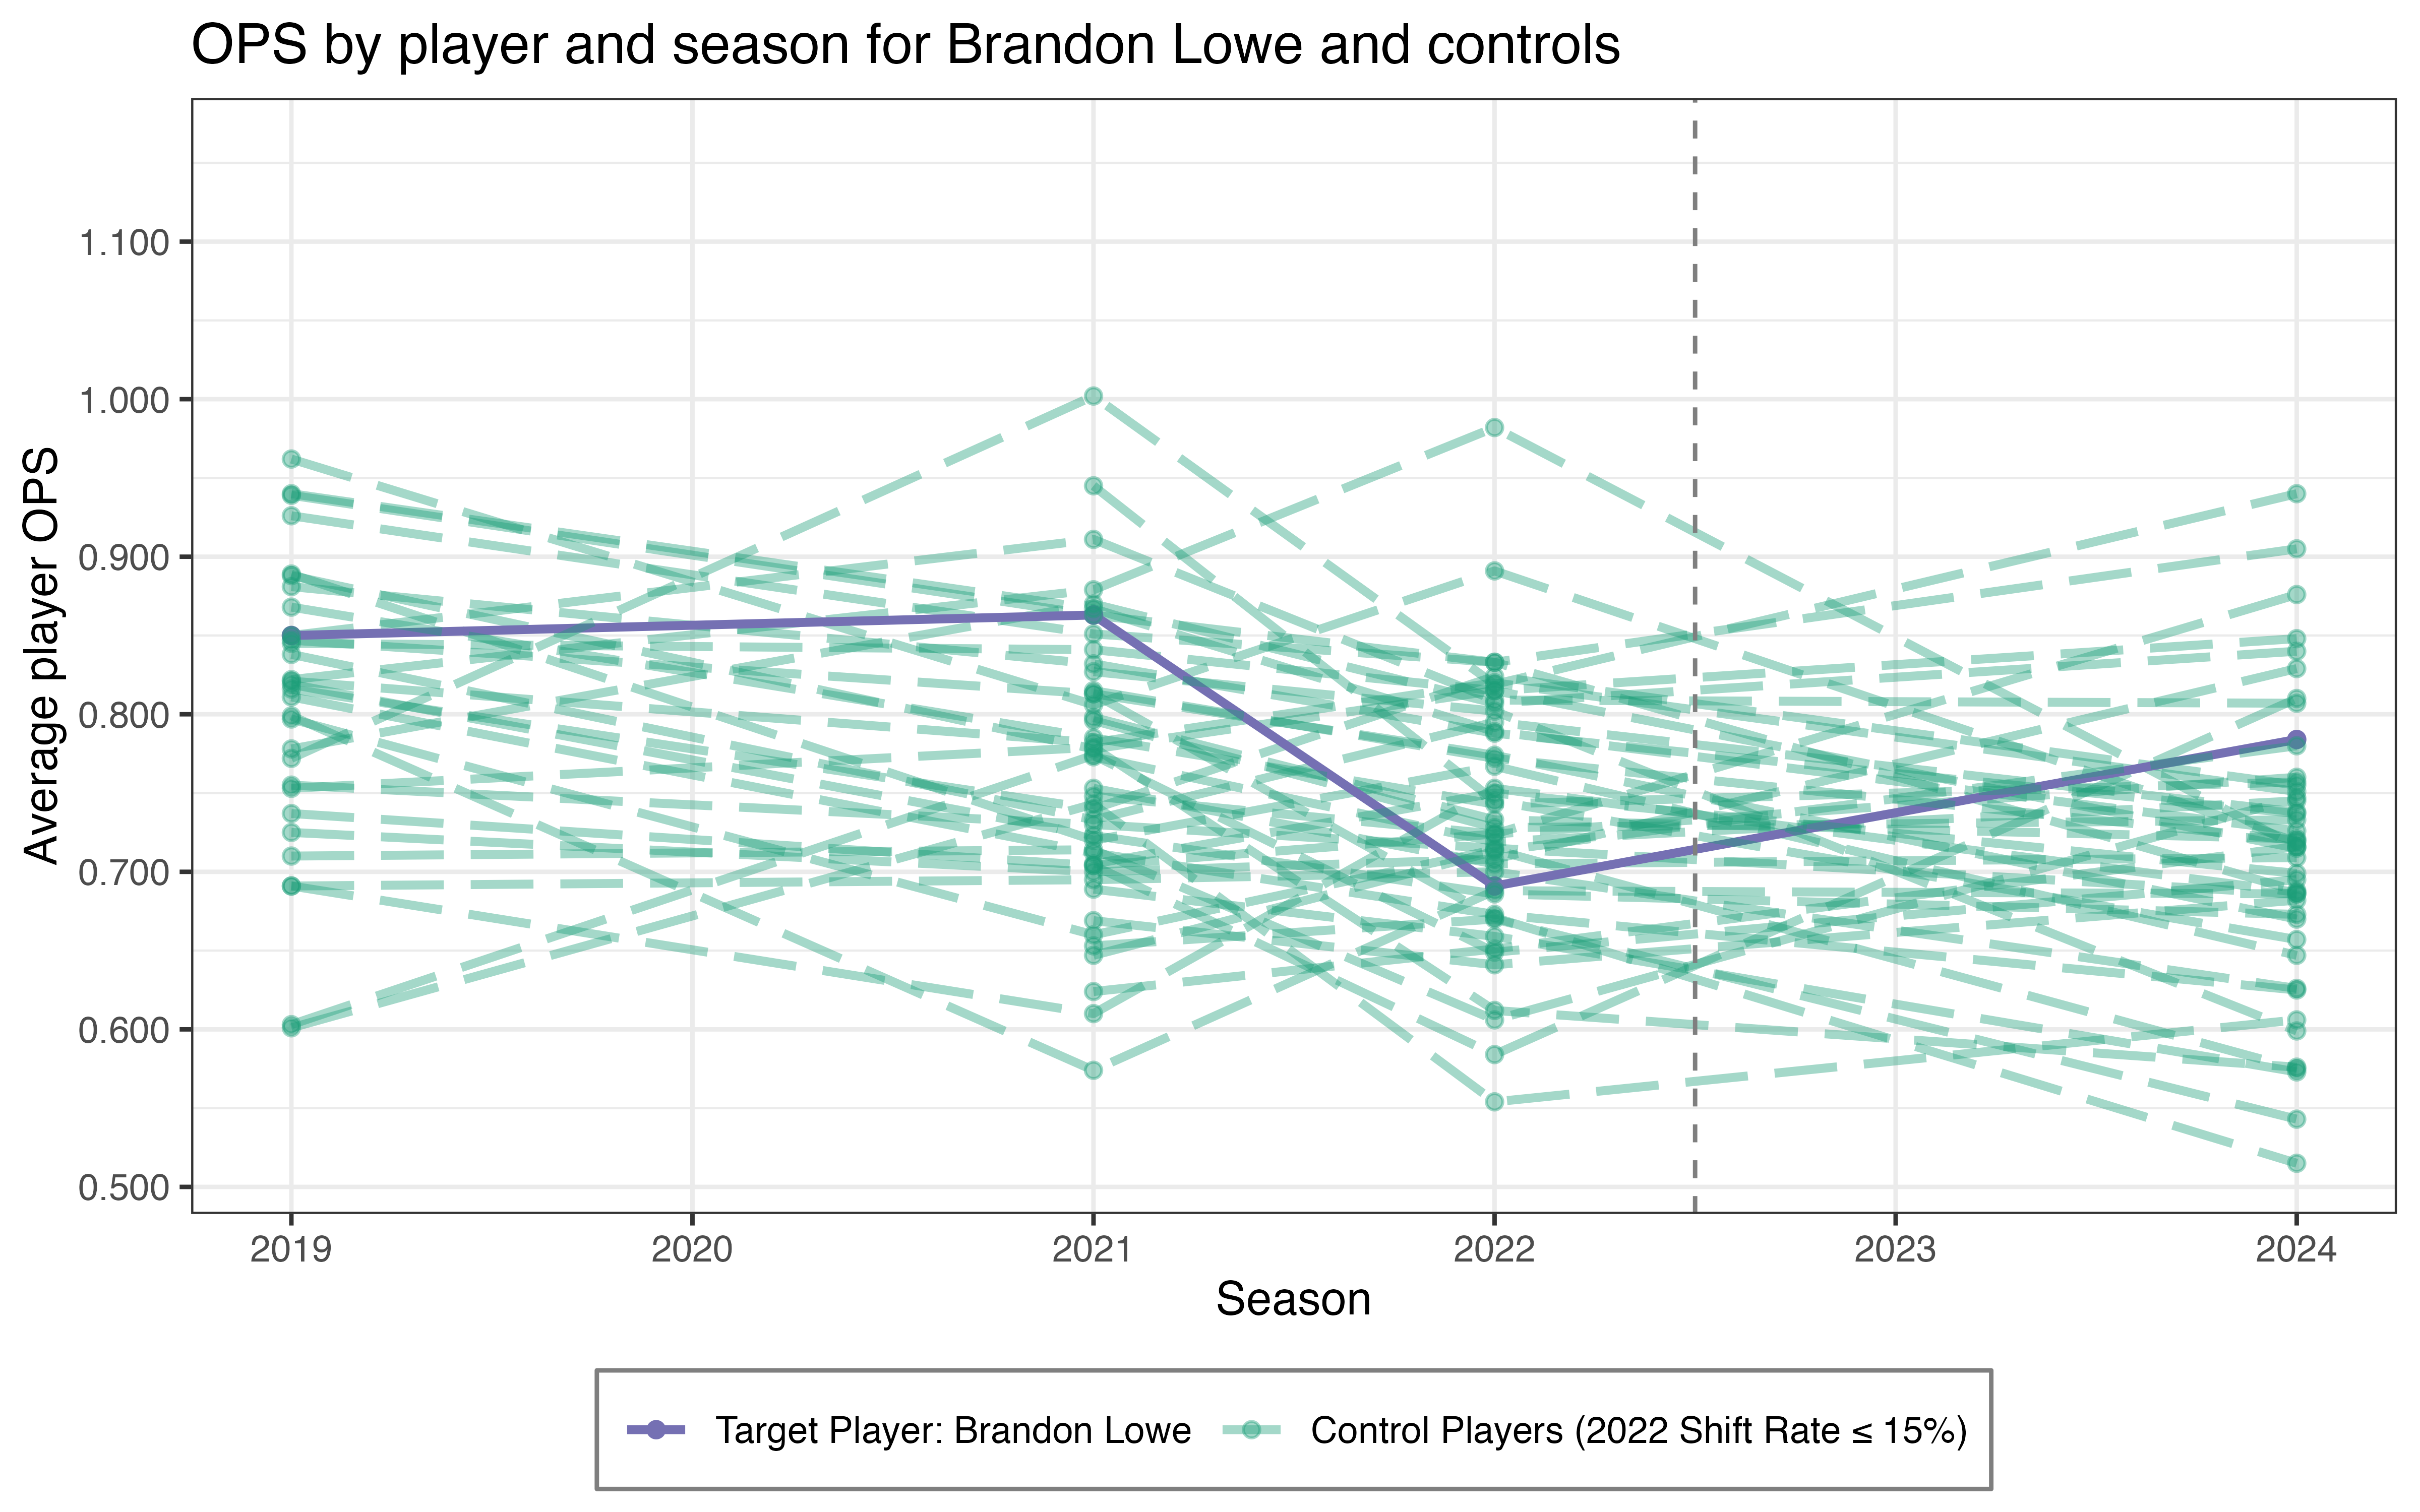 OPS by player and season for Brandon Lowe and controls
Average player OPS
1.100
1.000
0.900
0.800
0.700
0.600
0.500
2019 2020 2021 2022 2023 2024
Season
Target Player: Brandon Lowe Control Players (2022 Shift Rate ≤ 15%)